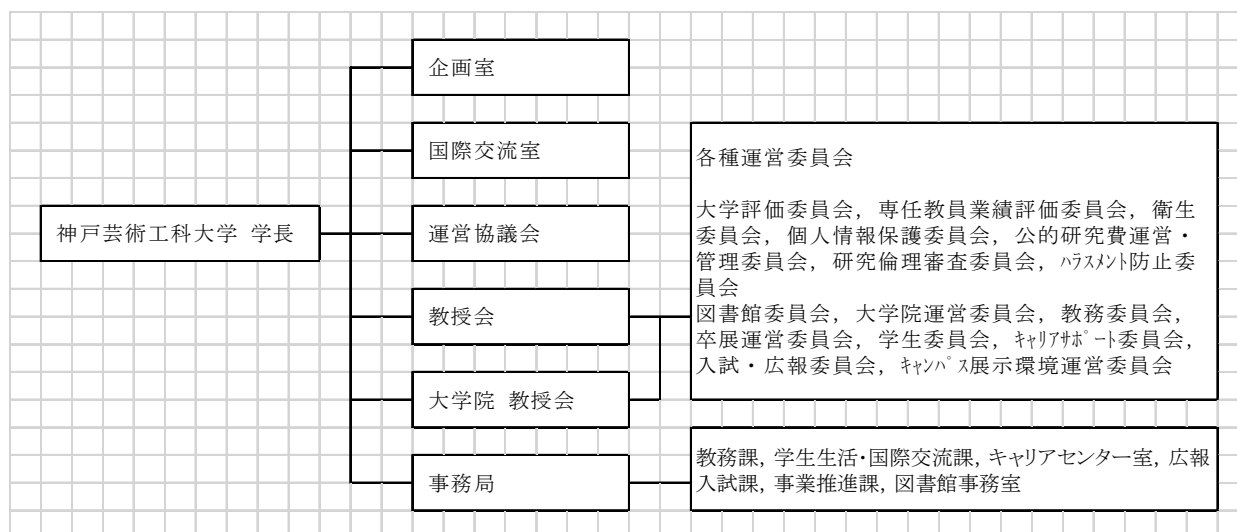 企画室
国際交流室
神戸芸術工科大学 学長
運営協議会
教授会
大学院 教授会
事務局
各種運営委員会
大学評価委員会, 専任教員業績評価委員会, 衛生
委員会, 個人情報保護委員会, 公的研究費運営・
管理委員会, 研究倫理審査委員会, ﾊﾗｽﾒﾝﾄ防止委
員会
図書館委員会, 大学院運営委員会, 教務委員会,
卒展運営委員会, 学生委員会, ｷｬﾘｱｻﾎﾟｰﾄ委員会,
入試・広報委員会, ｷｬﾝﾊﾟｽ展示環境運営委員会
教務課, 学生生活・国際交流課, キャリアセンター室, 広報
入試課, 事業推進課, 図書館事務室